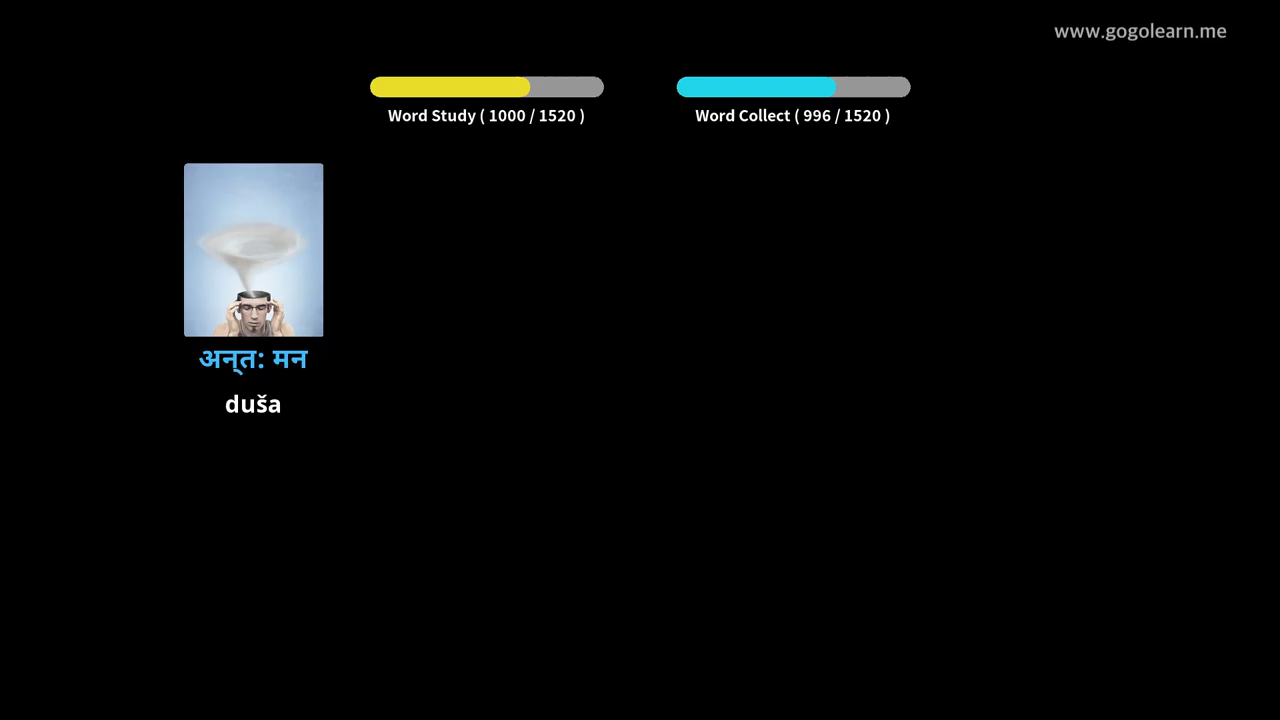 www.gogolearn.me
Word Study ( 1000 / 1520 )
Word Collect ( 996 / 1520 )
अन्त: मन
duša